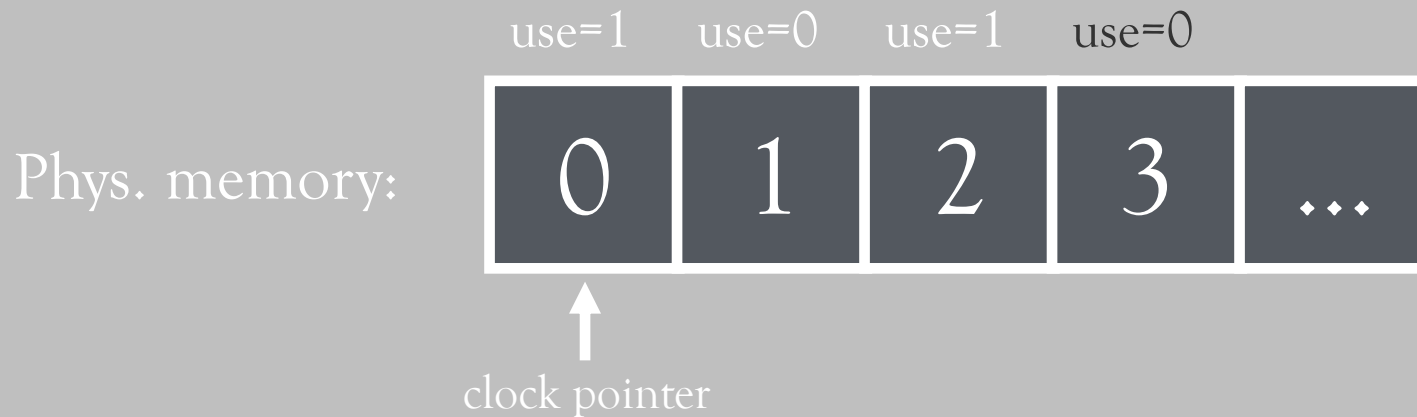 use=1 use=0 use=1 use=0
Phys. memory: 0 1 2 3 ...
clock pointer